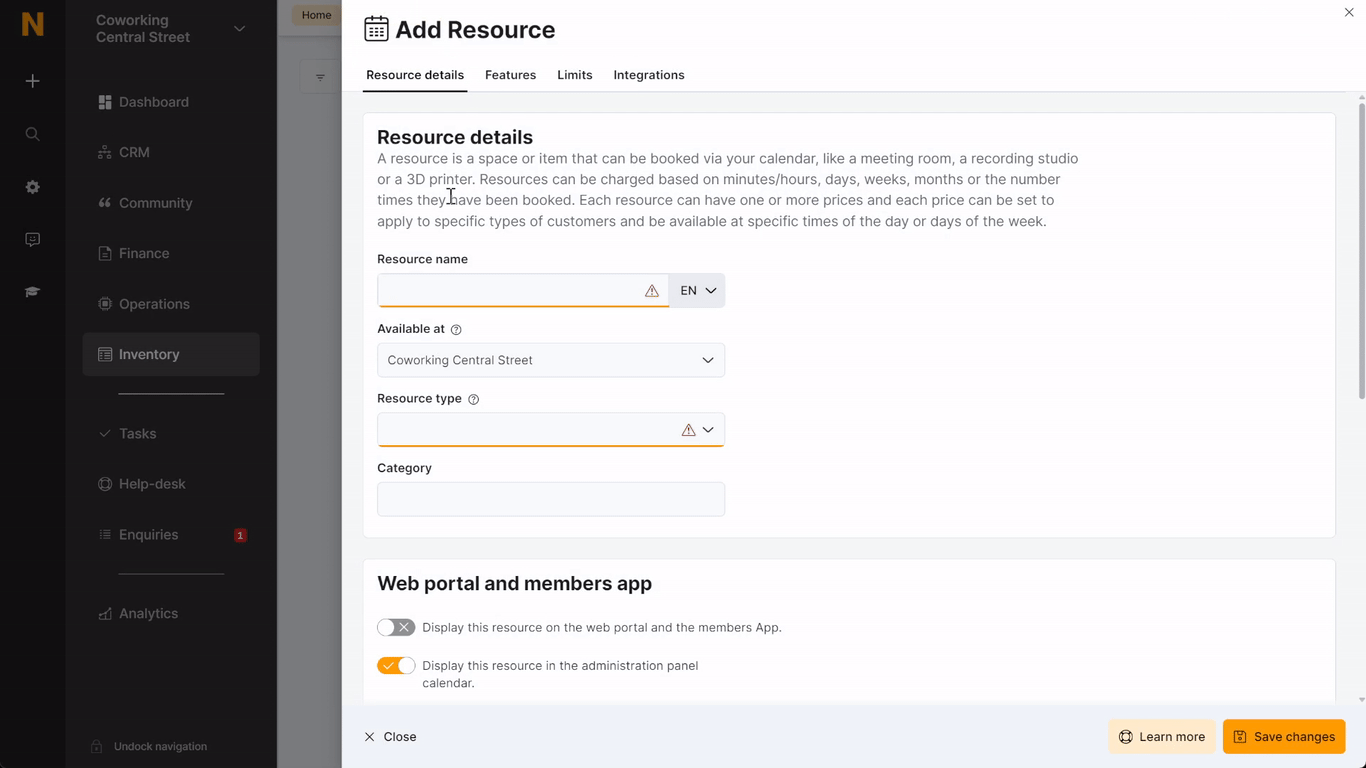 N
Coworking
Central Street
Dashboard
CRM
Community
Finance
Operations
Inventory
Tasks
Help-desk
Enquiries
1
Analytics
Undock navigation
Home
Add Resource
Resource details
Features
Limits
Integrations
Resource details
A resource is a space or item that can be booked via your calendar, like a meeting room, a recording studio
or a 3D printer. Resources can be charged based on minutes/hours, days, weeks, months or the number
times they have been booked. Each resource can have one or more prices and each price can be set to
apply to specific types of customers and be available at specific times of the day or days of the week.
Resource name
EN
Available at
Coworking Central Street
Resource type
Category
Web portal and members app
Display this resource on the web portal and the members App.
Display this resource in the administration panel
calendar.
Close
Learn more
Save changes